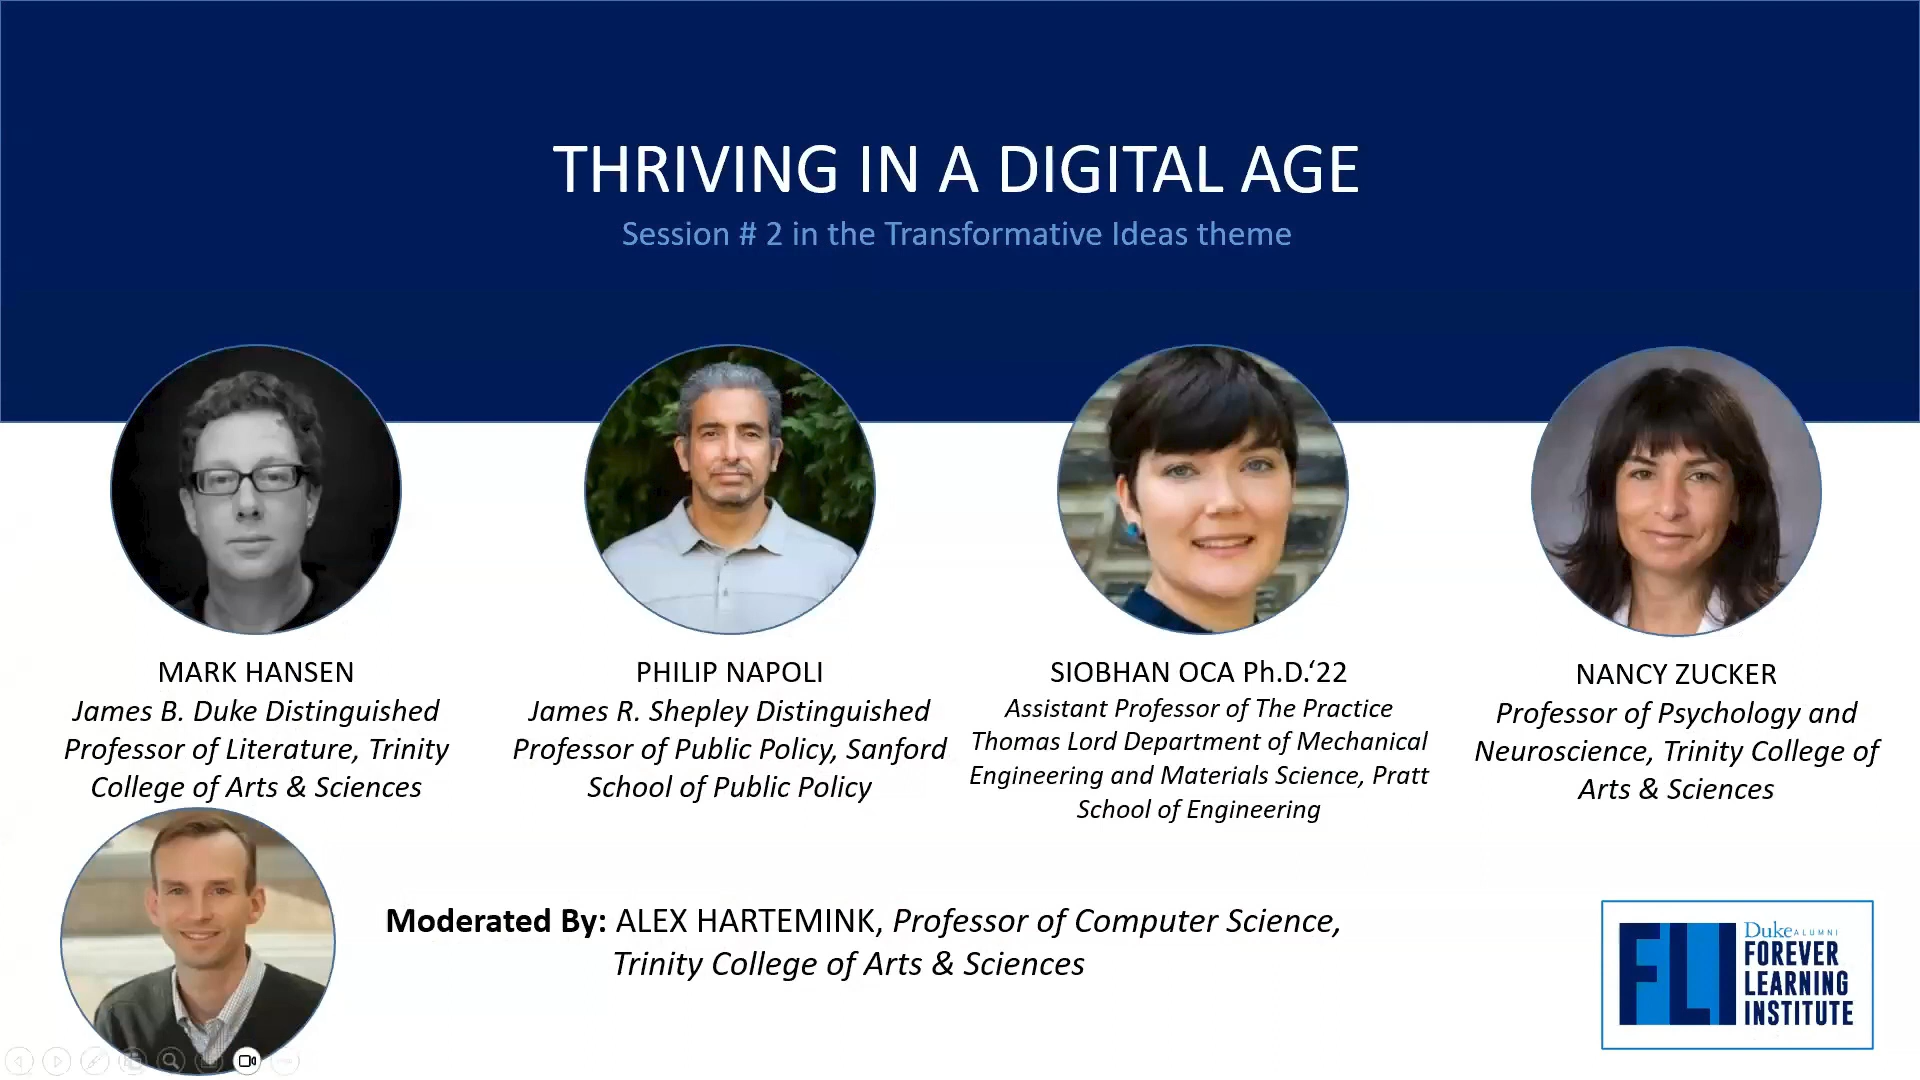 THRIVING IN A DIGITAL AGE
Session # 2 in the Transformative Ideas theme
MARK HANSEN
James B. Duke Distinguished
Professor of Literature, Trinity
College of Arts & Sciences
PHILIP NAPOLI
James R. Shepley Distinguished
Professor of Public Policy, Sanford
School of Public Policy
SIOBHAN OCA Ph.D.‘22
Assistant Professor of The Practice
Thomas Lord Department of Mechanical
Engineering and Materials Science, Pratt
School of Engineering
NANCY ZUCKER
Professor of Psychology and
Neuroscience, Trinity College of
Arts & Sciences
Moderated By: ALEX HARTEMINK, Professor of Computer Science,
Trinity College of Arts & Sciences
FLI
Duke ALUMNI
FOREVER
LEARNING
INSTITUTE